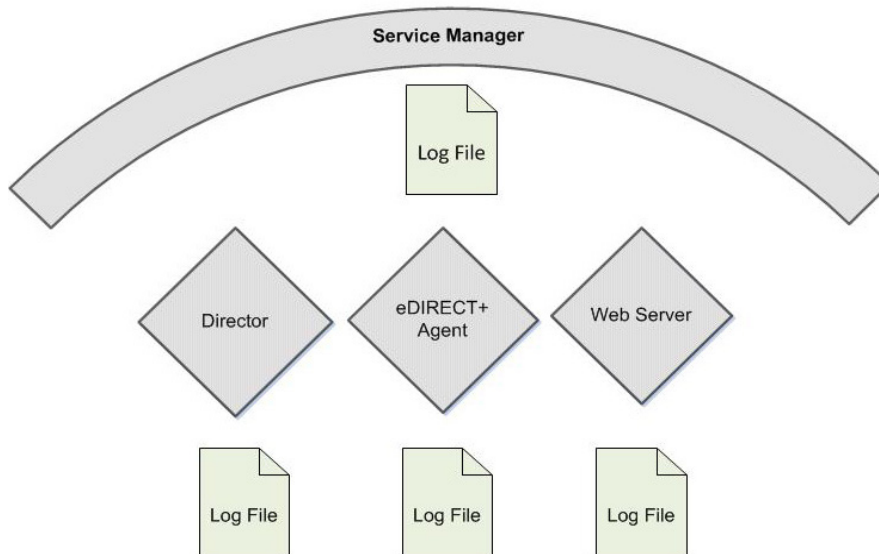 Service Manager
Log File
Director
eDIRECT+
Agent
Web Server
Log File
Log File
Log File